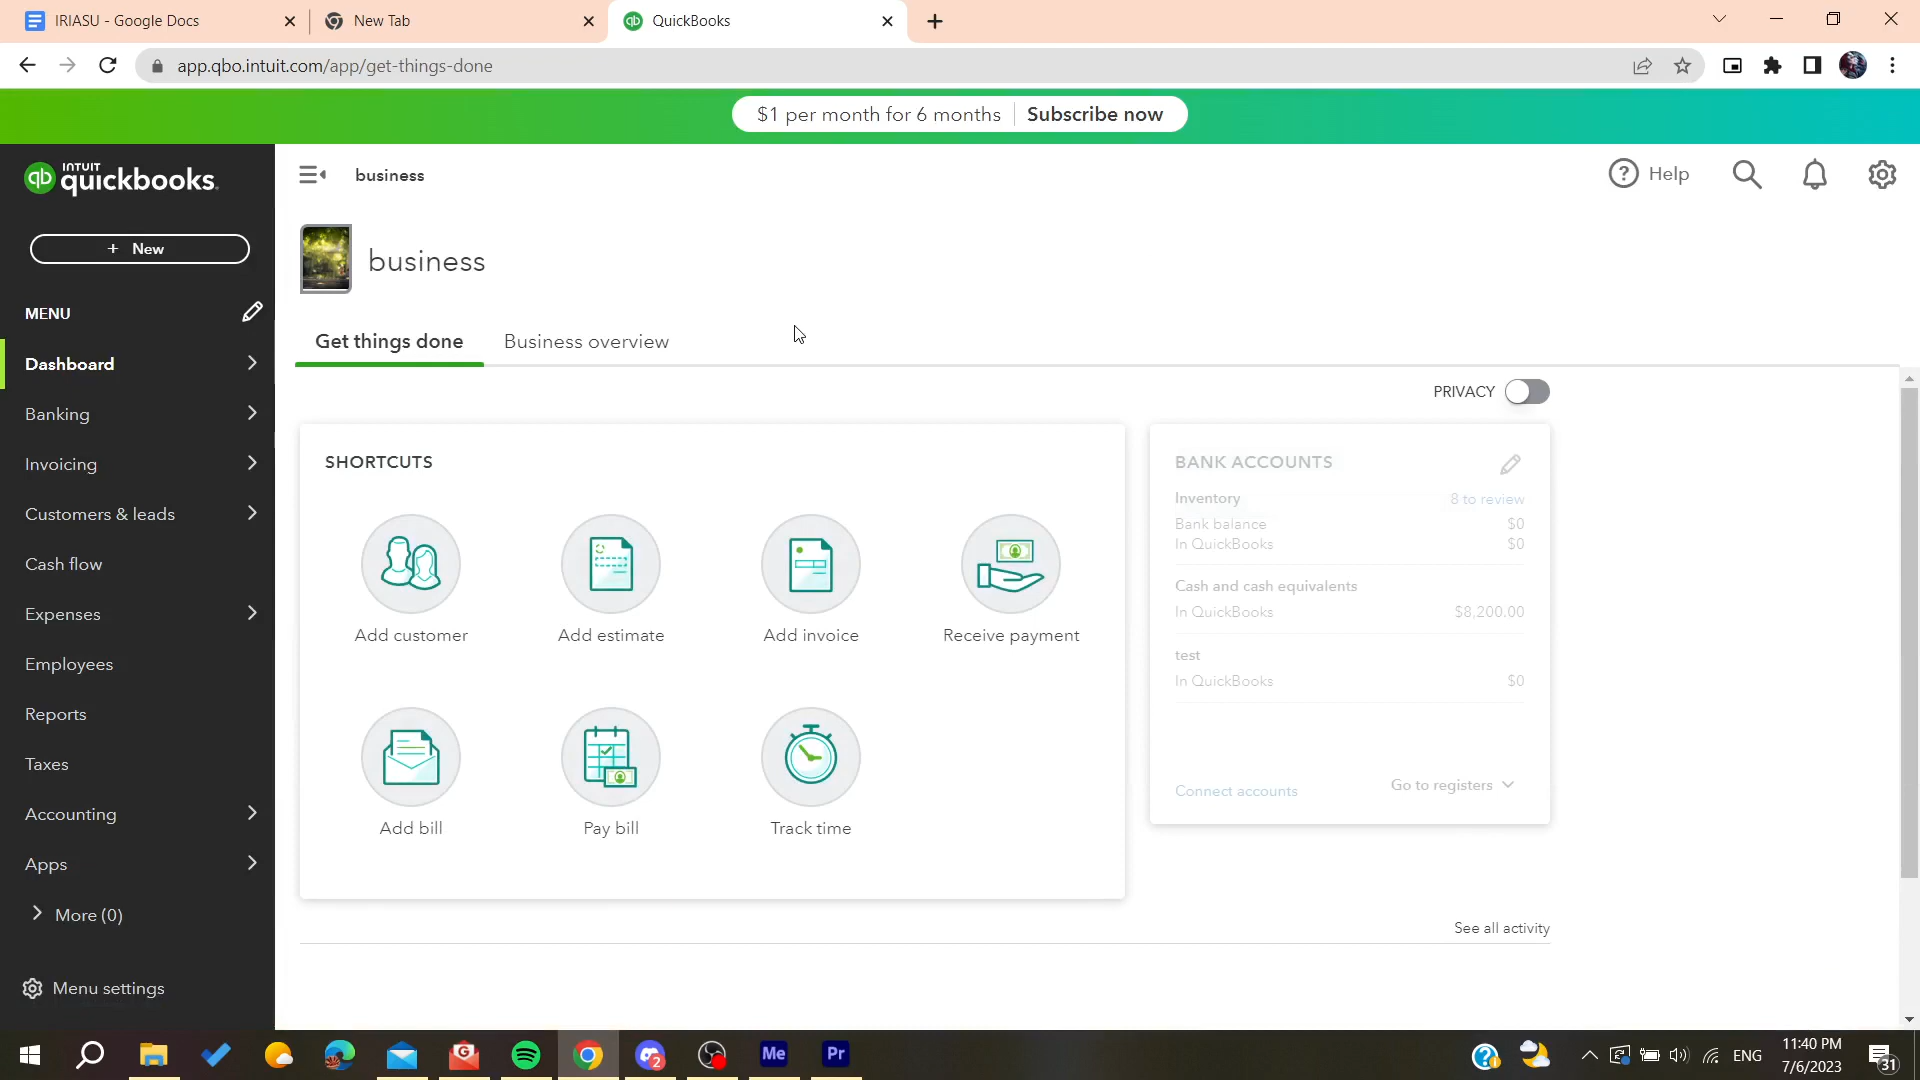 IRIASU - Google Docs
New Tab
QuickBooks
app.qbo.intuit.com/app/get-things-done
$1 per month for 6 months
Subscribe now
qb INTUIT quickbooks.
business
Help
+ New
business
MENU
Get things done
Business overview
Dashboard
PRIVACY
Banking
SHORTCUTS
BANK ACCOUNTS
Invoicing
Inventory 8 to review
Bank balance $0
In QuickBooks $0
Customers & leads
Cash flow
Cash and cash equivalents
In QuickBooks $8,200.00
Expenses
Add customer
Add estimate
Add invoice
Receive payment
test
In QuickBooks $0
Employees
Reports
Taxes
Connect accounts
Go to registers
Accounting
Add bill
Pay bill
Track time
Apps
More (0)
See all activity
Menu settings
2
Me
Pr
ENG
11:40 PM
7/6/2023
31